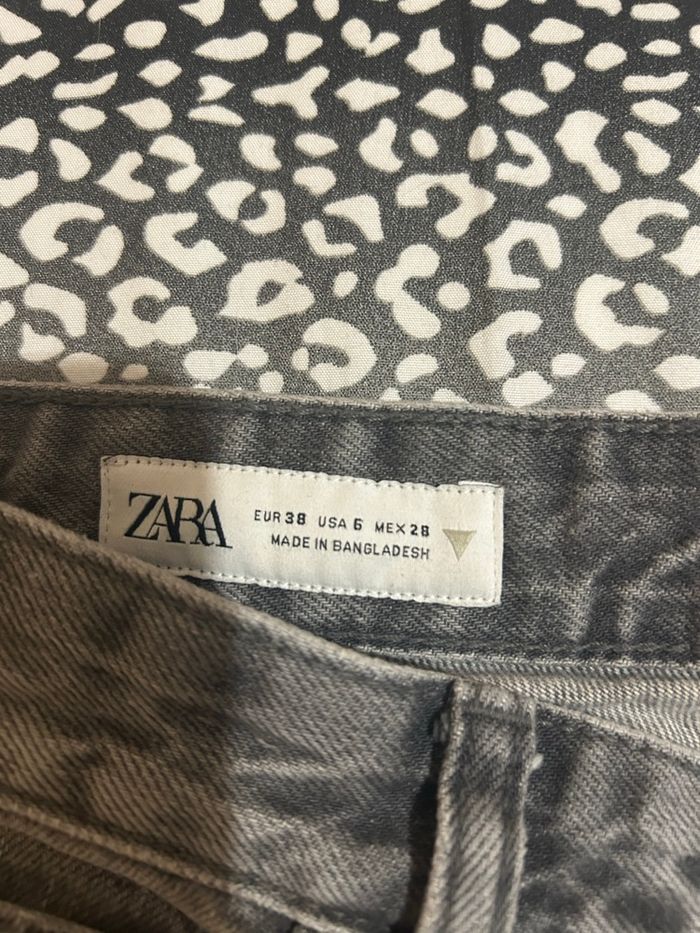 ZARA
EUR 38 USA 6 MEX 28
MADE IN BANGLADESH